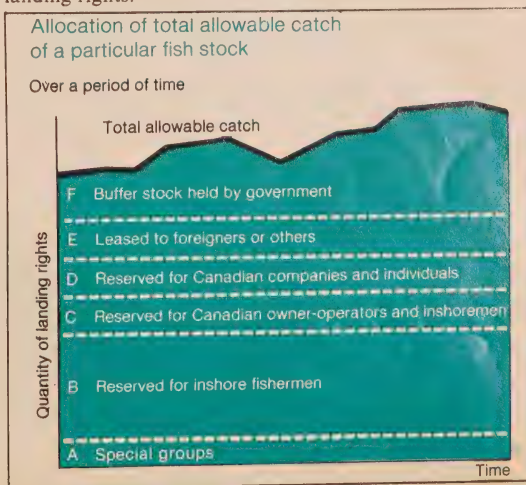 landing rights.
Allocation of total allowable catch
of a particular fish stock
Over a period of time
Total allowable catch
F Buffer stock held by government
E Leased to foreigners or others
D Reserved for Canadian companies and individuals
C Reserved for Canadian owner-operators and inshoremen
B Reserved for inshore fishermen
A Special groups
Quantity of landing rights
Time